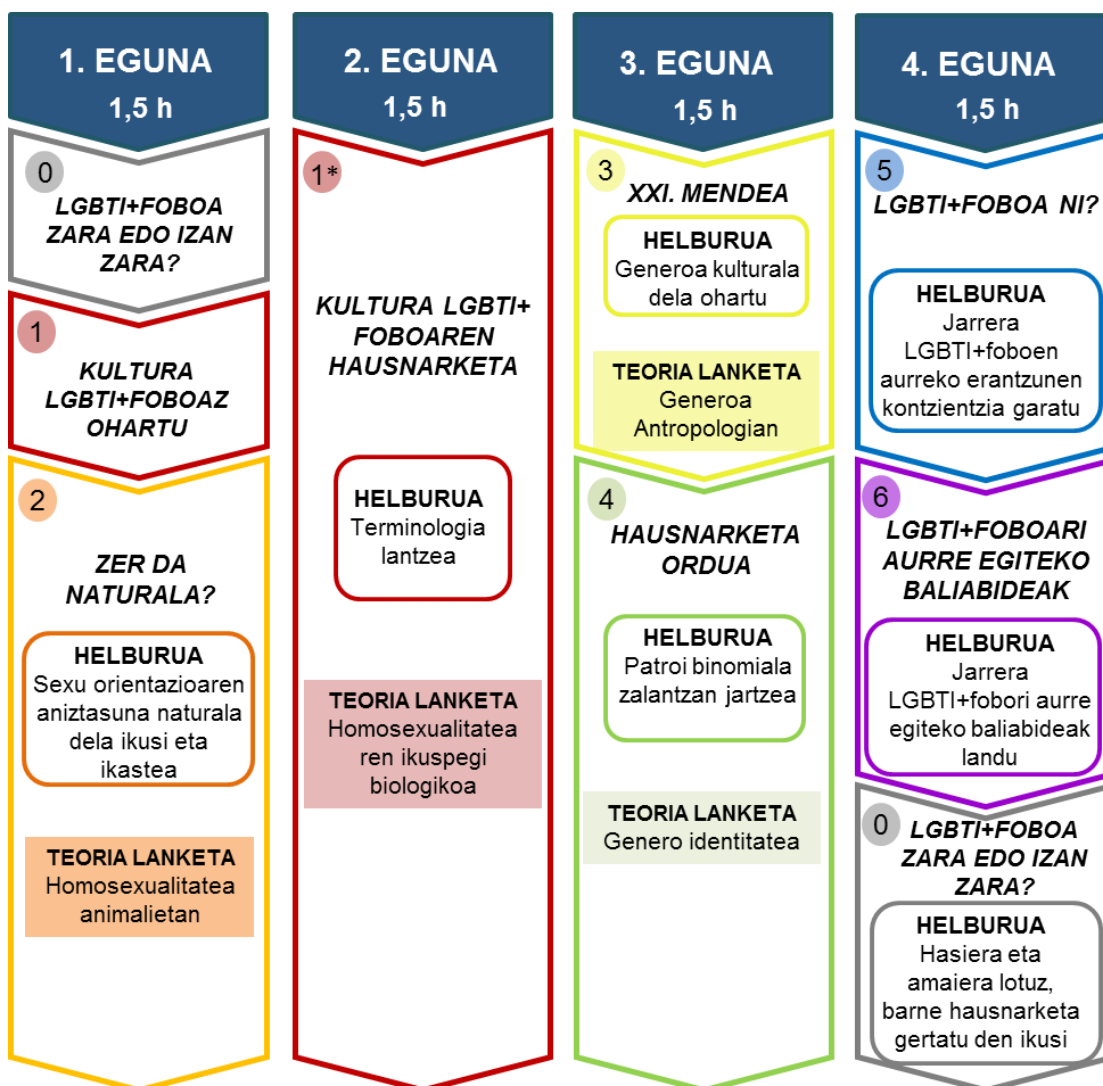 1. EGUNA
1,5 h
0
LGBTI+FOBOA
ZARA EDO IZAN
ZARA?
1
KULTURA
LGBTI+FOBOAZ
OHARTU
2
ZER DA
NATURALA?
HELBURUA
Sexu orientazioaren
aniztasuna naturala
dela ikusi eta
ikastea
TEORIA LANKETA
Homosexualitatea
animalietan
2. EGUNA
1,5 h
1*
KULTURA LGBTI+
FOBOAREN
HAUSNARKETA
HELBURUA
Terminologia
lantzea
TEORIA LANKETA
Homosexualitatea
ren ikuspegi
biologikoa
3. EGUNA
1,5 h
3
XXI. MENDEA
HELBURUA
Generoa kulturala
dela ohartu
TEORIA LANKETA
Generoa
Antropologian
4
HAUSNARKETA
ORDUA
HELBURUA
Patroi binomiala
zalantzan jartzea
TEORIA LANKETA
Genero identitatea
4. EGUNA
1,5 h
5
LGBTI+FOBOA NI?
HELBURUA
Jarrera
LGBTI+foboen
aurreko erantzunen
kontzientzia garatu
6
LGBTI+FOBOARI
AURRE EGITEKO
BALIABIDEAK
HELBURUA
Jarrera
LGBTI+fobori aurre
egiteko baliabideak
landu
0
LGBTI+FOBOA
ZARA EDO IZAN
ZARA?
HELBURUA
Hasiera eta
amaiera lotuz,
barne hausnarketa
gertatu den ikusi